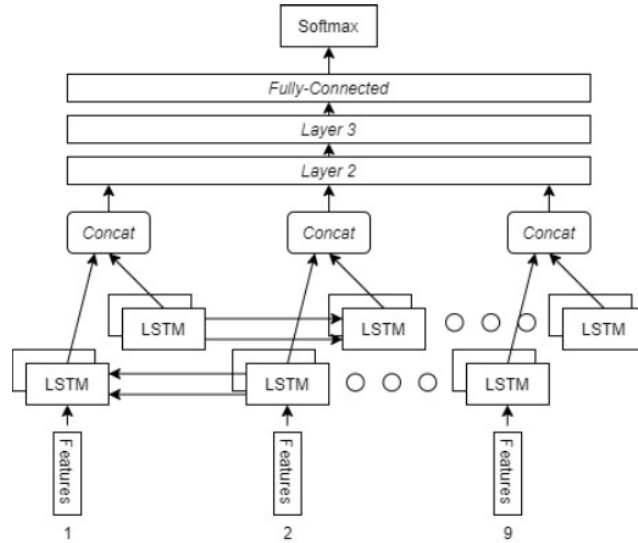 Softmax
Fully-Connected
Layer 3
Layer 2
Concat Concat Concat
LSTM LSTM LSTM
LSTM LSTM LSTM
Features Features Features
1 2 9